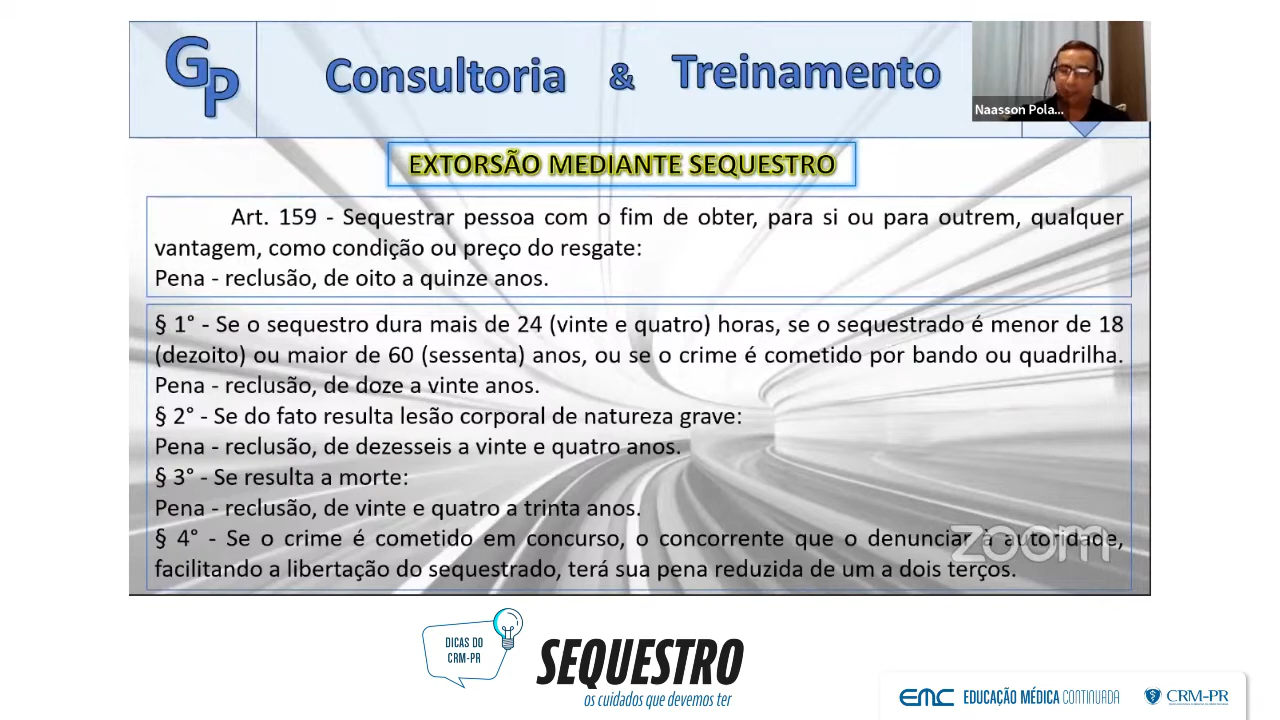 GP
Consultoria & Treinamento
Naasson Pola...
EXTORSÃO MEDIANTE SEQUESTRO
Art. 159 - Sequestrar pessoa com o fim de obter, para si ou para outrem, qualquer
vantagem, como condição ou preço do resgate:
Pena - reclusão, de oito a quinze anos.
§ 1° - Se o sequestro dura mais de 24 (vinte e quatro) horas, se o sequestrado é menor de 18
(dezoito) ou maior de 60 (sessenta) anos, ou se o crime é cometido por bando ou quadrilha.
Pena - reclusão, de doze a vinte anos.
§ 2° - Se do fato resulta lesão corporal de natureza grave:
Pena - reclusão, de dezesseis a vinte e quatro anos.
§ 3° - Se resulta a morte:
Pena - reclusão, de vinte e quatro a trinta anos.
§ 4° - Se o crime é cometido em concurso, o concorrente que o denunciar à autoridade,
facilitando a libertação do sequestrado, terá sua pena reduzida de um a dois terços.
zoom
DICAS DO
CRM-PR
SEQUESTRO
os cuidados que devemos ter
EMC EDUCAÇÃO MÉDICA CONTINUADA
CRM-PR